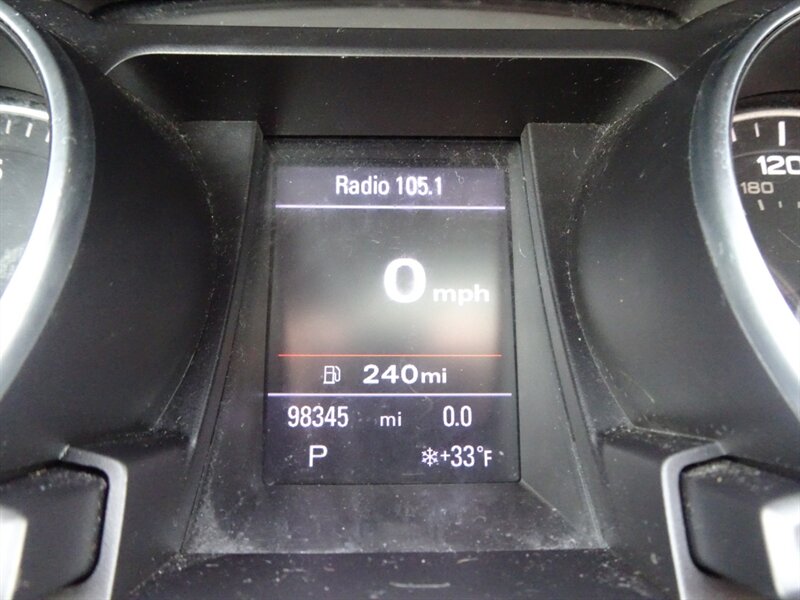 Radio 105.1
0 mph
240 mi
98345 mi 0.0
P ❄+33°F
120
180